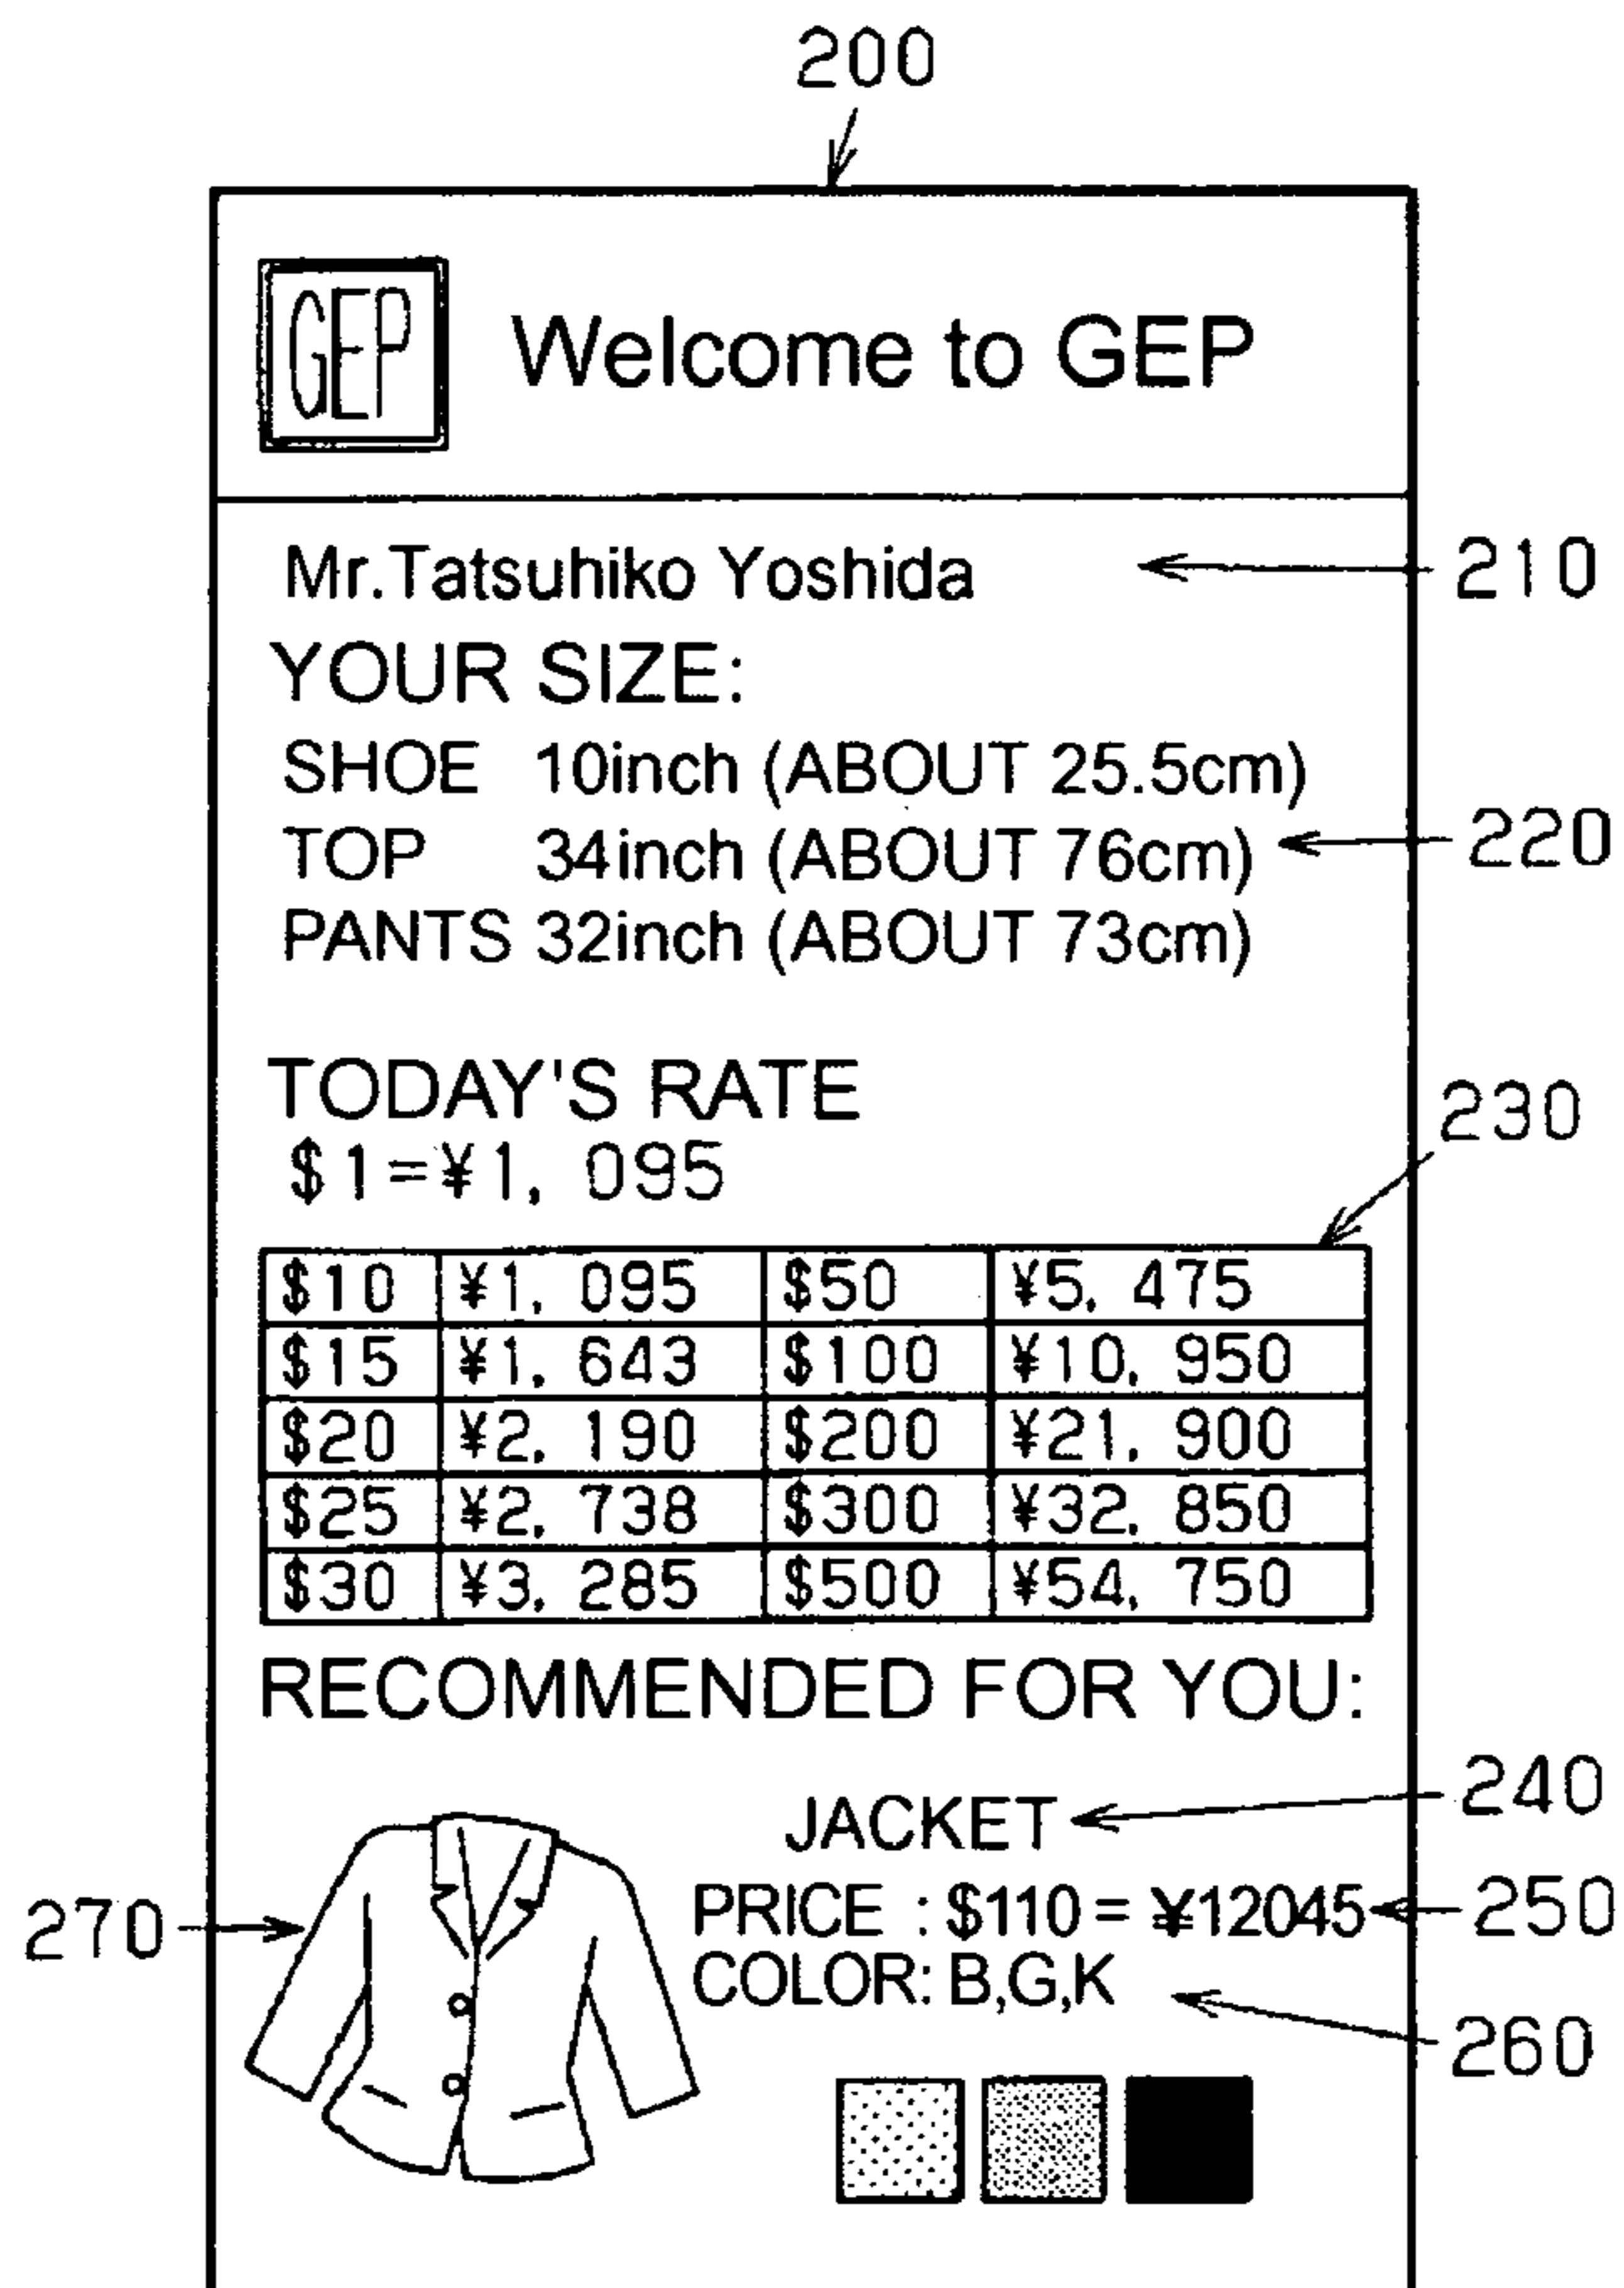 200
GEP Welcome to GEP
Mr.Tatsuhiko Yoshida 210
YOUR SIZE:
SHOE 10inch (ABOUT 25.5cm)
TOP 34inch (ABOUT 76cm) 220
PANTS 32inch (ABOUT 73cm)
TODAY'S RATE
230
$1=¥1, 095
$10 ¥1, 095 $50 ¥5, 475
$15 ¥1, 643 $100 ¥10, 950
$20 ¥2, 190 $200 ¥21, 900
$25 ¥2, 738 $300 ¥32, 850
$30 ¥3, 285 $500 ¥54, 750
RECOMMENDED FOR YOU:
JACKET 240
270 PRICE : $110 = ¥12045 250
COLOR: B,G,K
260